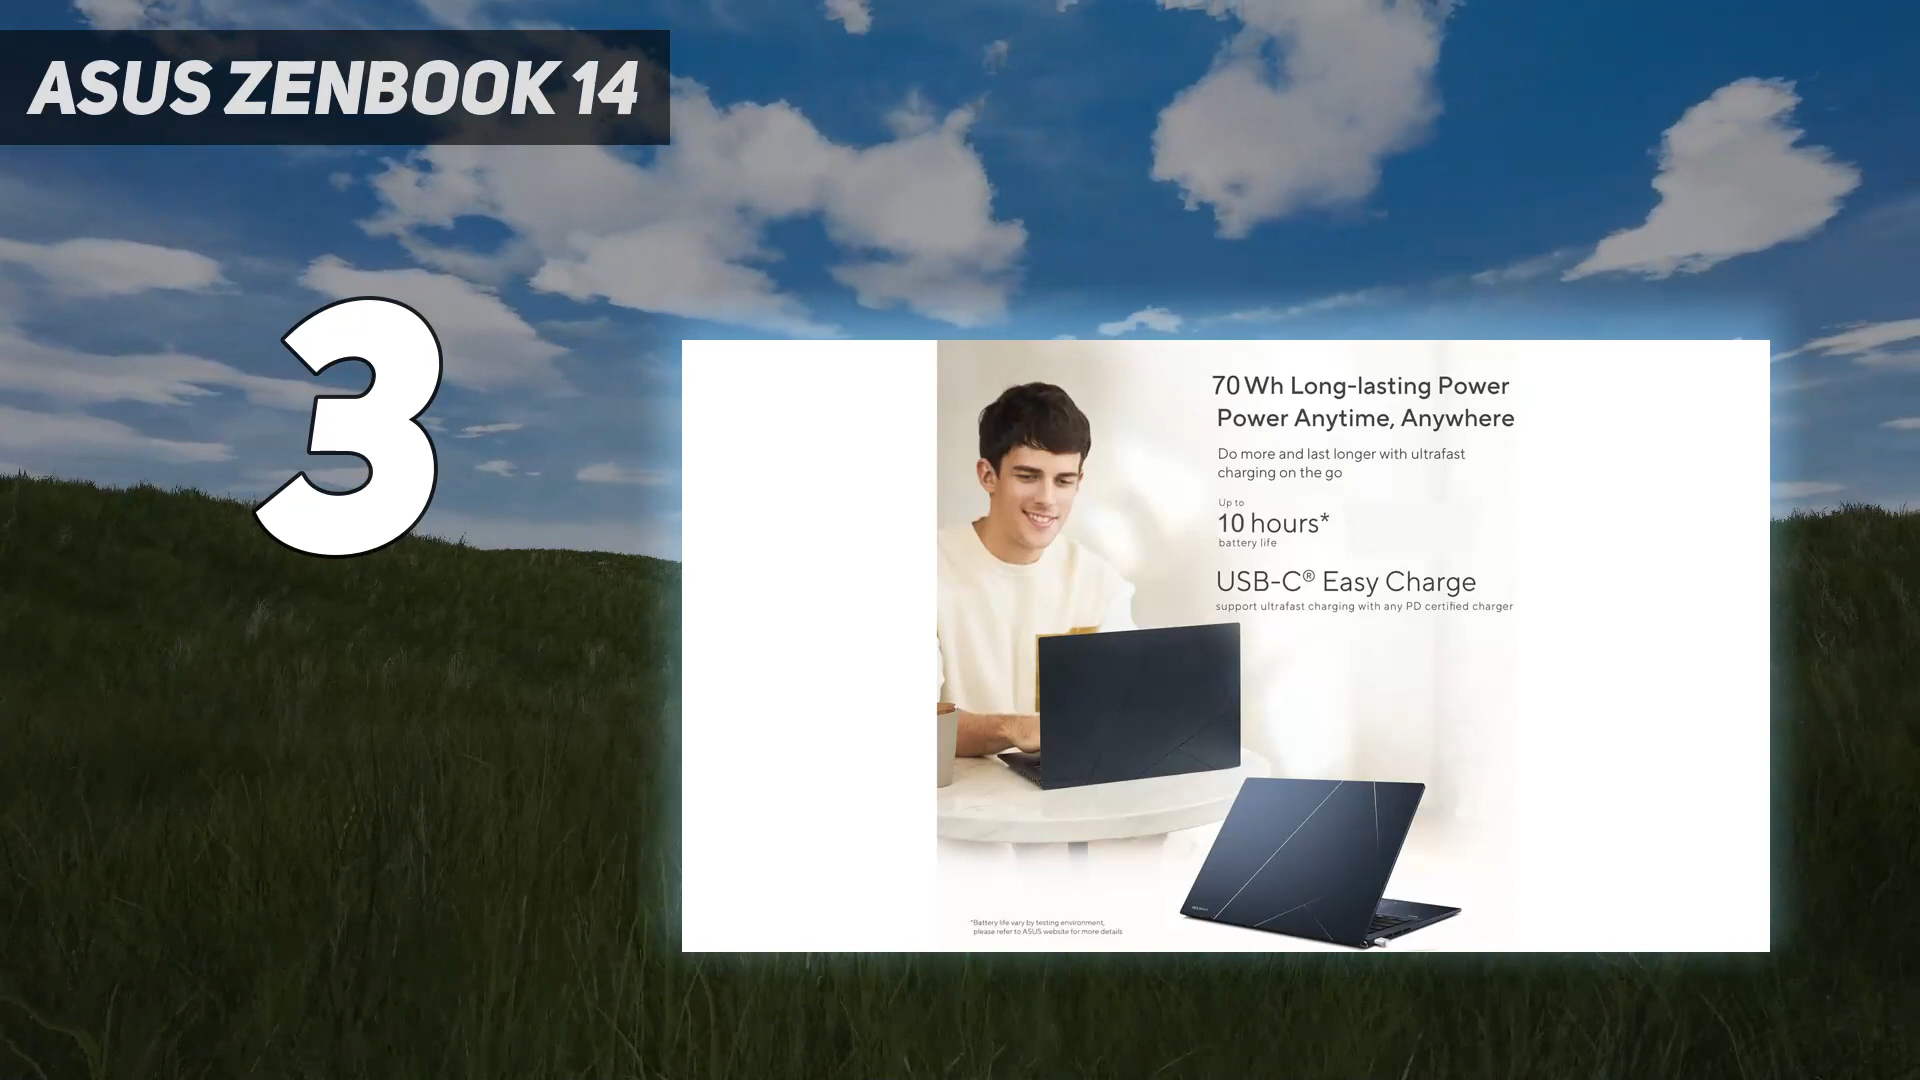 ASUS ZENBOOK 14
3
70 Wh Long-lasting Power
Power Anytime, Anywhere
Do more and last longer with ultrafast
charging on the go
Up to
10 hours*
battery life
USB-C® Easy Charge
support ultrafast charging with any PD certified charger
*Battery life vary by testing environment,
please refer to ASUS website for more details